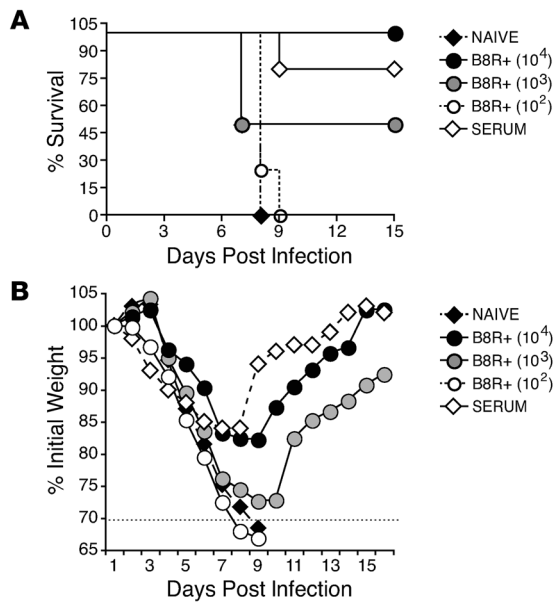 A
105
90
75
60
45
30
15
0
% Survival
0 3 6 9 12 15
Days Post Infection
NAIVE
B8R+ (10⁴)
B8R+ (10³)
B8R+ (10²)
SERUM
B
105
100
95
90
85
80
75
70
65
% Initial Weight
1 3 5 7 9 11 13 15
Days Post Infection
NAIVE
B8R+ (10⁴)
B8R+ (10³)
B8R+ (10²)
SERUM